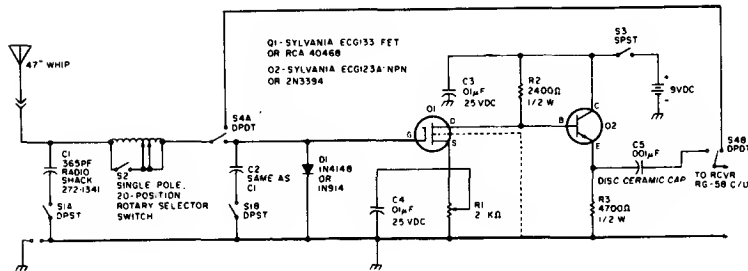 47" WHIP
C1
365PF
RADIO
SHACK
272-1341
S1A
DPST
S2
SINGLE POLE,
20-POSITION
ROTARY SELECTOR
SWITCH
S4A
DPDT
Q1-SYLVANIA ECG133 FET
OR RCA 40468
Q2-SYLVANIA ECG123A NPN
OR 2N3394
C2
SAME AS
C1
S1B
DPST
D1
1N4148
OR
1N914
C3
.01µF
25 VDC
Q1
G
D
S
C4
.01µF
25 VDC
R1
2 KΩ
R2
2400Ω
1/2 W
S3
SPST
9VDC
+
-
B
C
E
Q2
C5
.001µF
DISC CERAMIC CAP
R3
4700Ω
1/2 W
S4B
DPDT
TO RCVR
RG-58 C/U